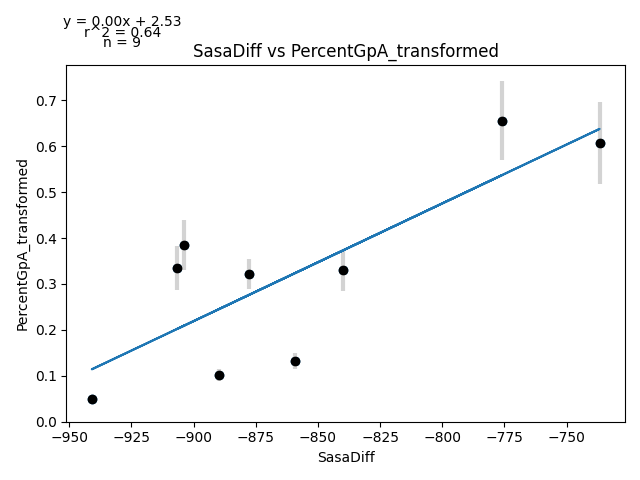 y = 0.00x + 2.53
r^2 = 0.64
n = 9
SasaDiff vs PercentGpA_transformed
PercentGpA_transformed
0.7
0.6
0.5
0.4
0.3
0.2
0.1
0.0
−950
−925
−900
−875
−850
−825
−800
−775
−750
SasaDiff